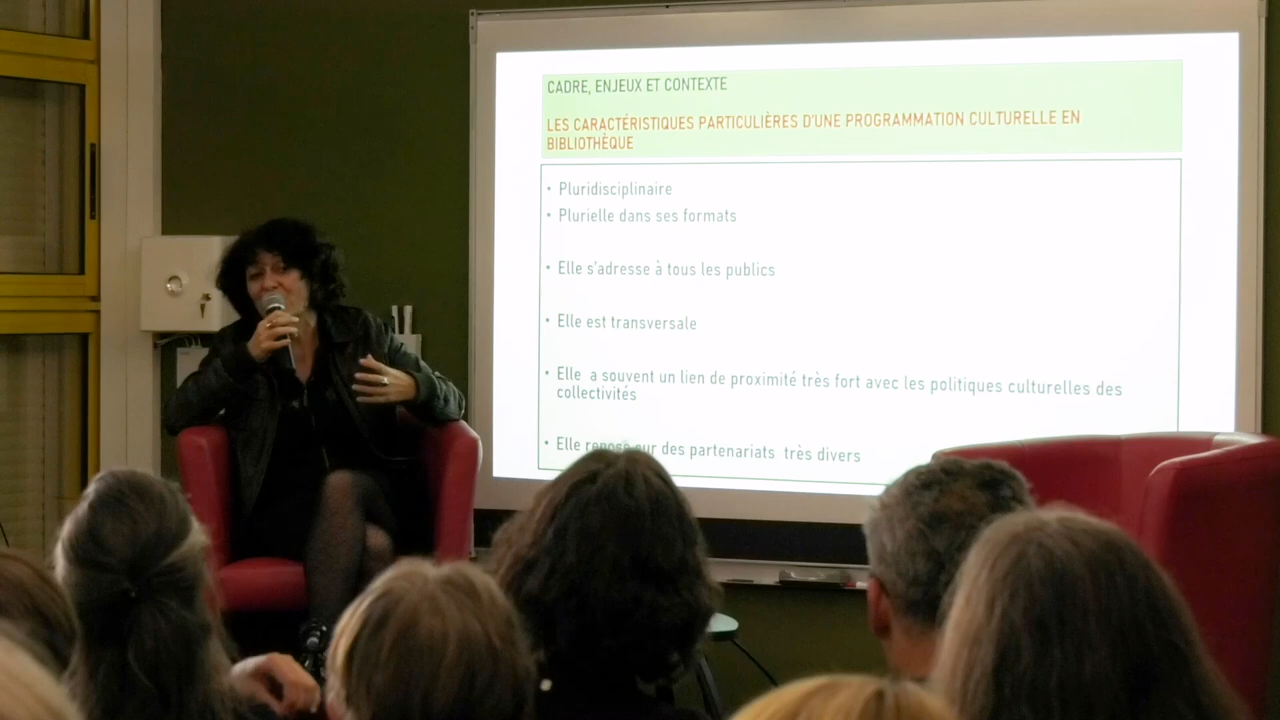 CADRE, ENJEUX ET CONTEXTE
LES CARACTÉRISTIQUES PARTICULIÈRES D'UNE PROGRAMMATION CULTURELLE EN
BIBLIOTHÈQUE
• Pluridisciplinaire
• Plurielle dans ses formats
• Elle s'adresse à tous les publics
• Elle est transversale
• Elle a souvent un lien de proximité très fort avec les politiques culturelles des
collectivités
• Elle repose sur des partenariats très divers